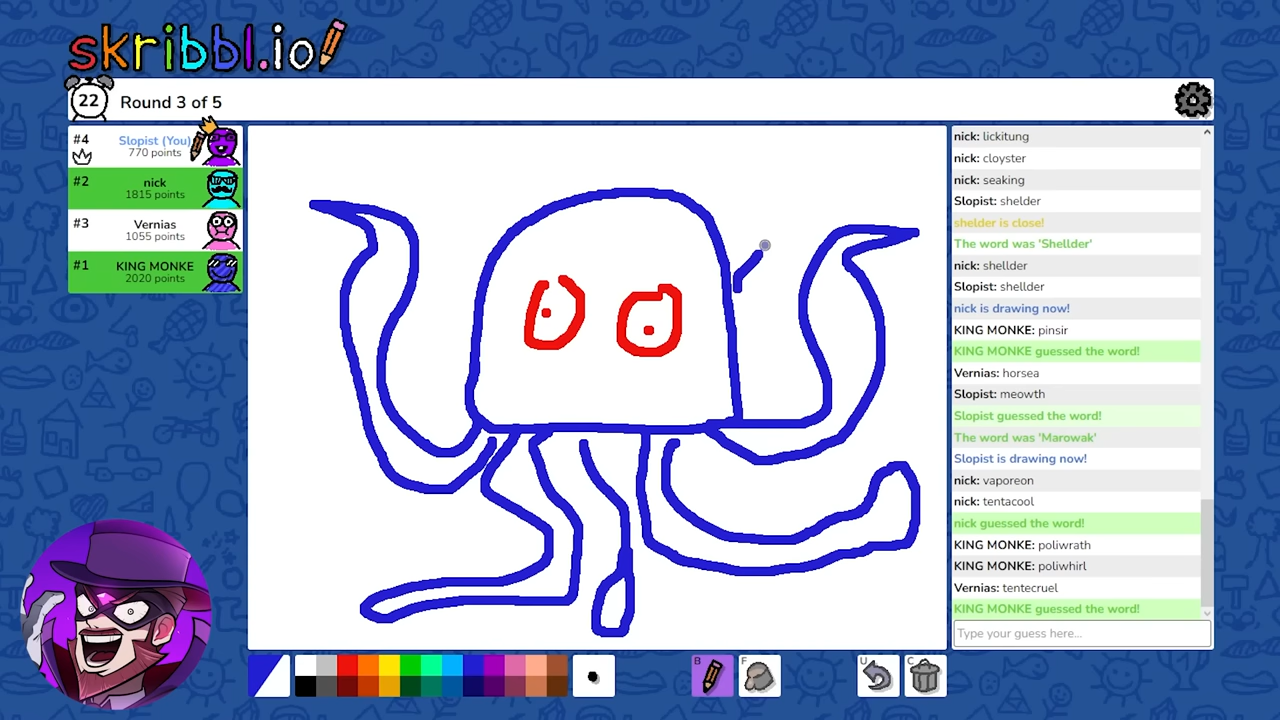 skribbl.io
22
Round 3 of 5
#4
Slopist (You)
770 points
#2
nick
1815 points
#3
Vernias
1055 points
#1
KING MONKE
2020 points
nick: lickitung
nick: cloyster
nick: seaking
Slopist: shelder
shelder is close!
The word was 'Shellder'
nick: shellder
Slopist: shellder
nick is drawing now!
KING MONKE: pinsir
KING MONKE guessed the word!
Vernias: horsea
Slopist: meowth
Slopist guessed the word!
The word was 'Marowak'
Slopist is drawing now!
nick: vaporeon
nick: tentacool
nick guessed the word!
KING MONKE: poliwrath
KING MONKE: poliwhirl
Vernias: tentecruel
KING MONKE guessed the word!
Type your guess here...
B
F
U
C